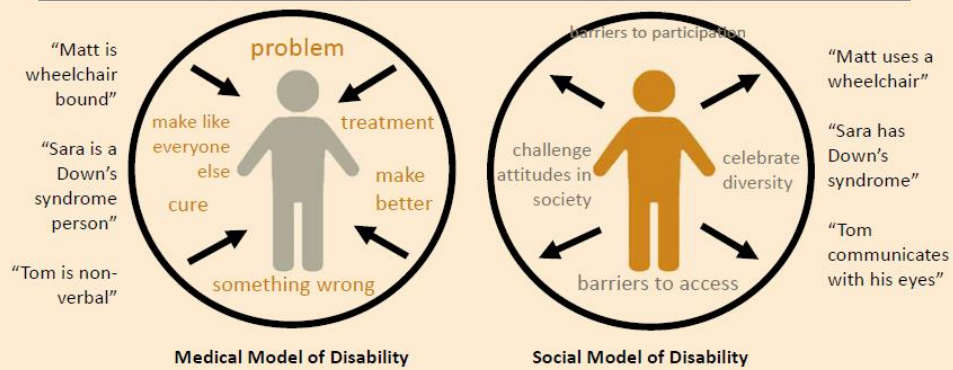 “Matt is
wheelchair
bound”
“Sara is a
Down’s
syndrome
person”
“Tom is non-
verbal”
problem
make like
everyone
else
treatment
cure
make
better
something wrong
Medical Model of Disability
barriers to participation
challenge
attitudes in
society
celebrate
diversity
barriers to access
Social Model of Disability
“Matt uses a
wheelchair”
“Sara has
Down’s
syndrome”
“Tom
communicates
with his eyes”